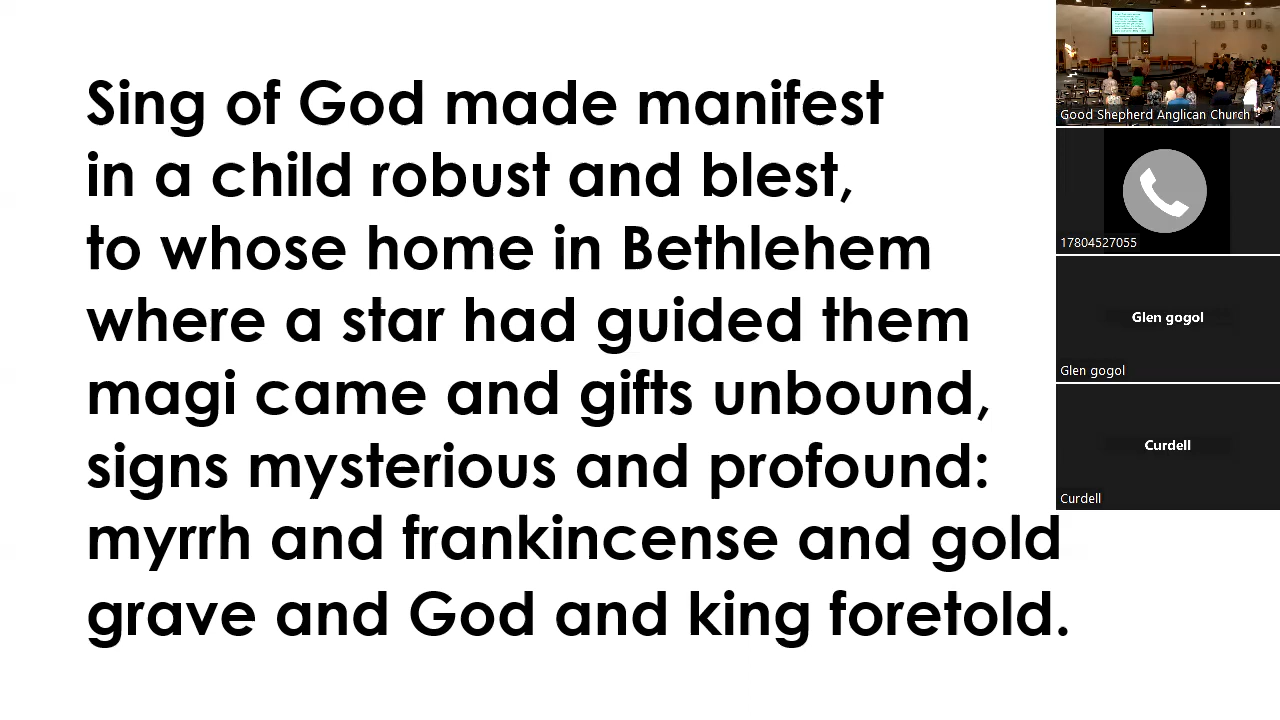 Sing of God made manifest
in a child robust and blest,
to whose home in Bethlehem
where a star had guided them
magi came and gifts unbound,
signs mysterious and profound:
myrrh and frankincense and gold
grave and God and king foretold.
Good Shepherd Anglican Church
17804527055
Glen gogol
Glen gogol
Curdell
Curdell